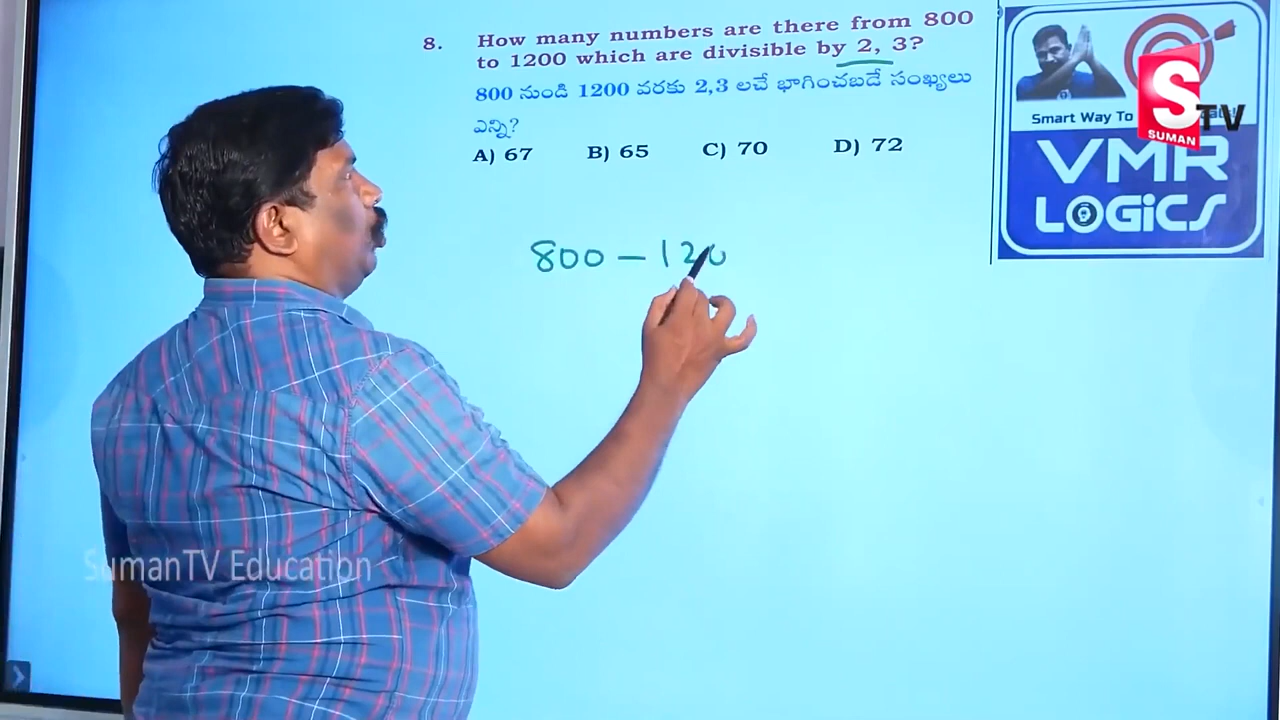 8. How many numbers are there from 800
to 1200 which are divisible by 2, 3?
800 నుండి 1200 వరకు 2,3 లచే భాగించబడే సంఖ్యలు
ఎన్ని?
A) 67 B) 65 C) 70 D) 72
800 – 120
Smart Way To
S TV
SUMAN
VMR
LOGiCS
SumanTV Education